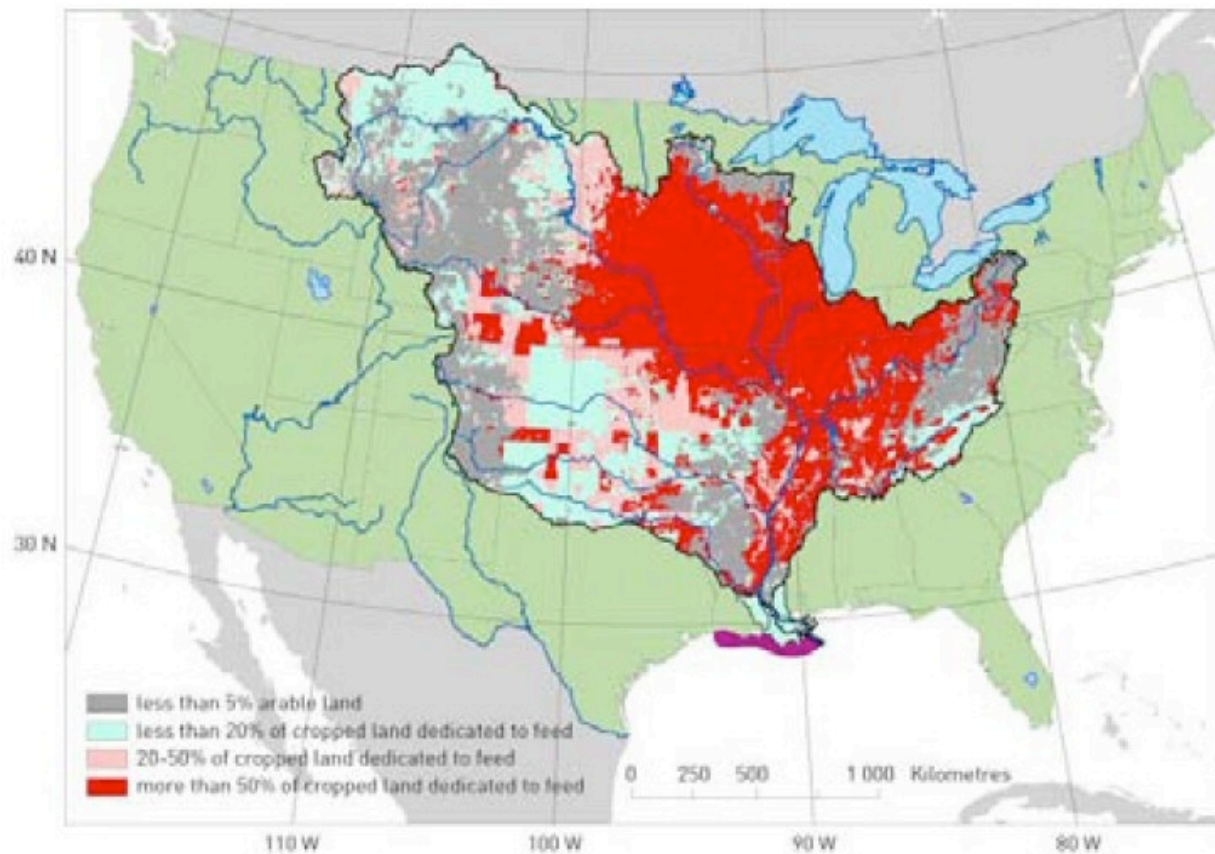 40 N
30 N
less than 5% arable land
less than 20% of cropped land dedicated to feed
20-50% of cropped land dedicated to feed
more than 50% of cropped land dedicated to feed
0 250 500 1 000 Kilometres
110 W 100 W 90 W 80 W